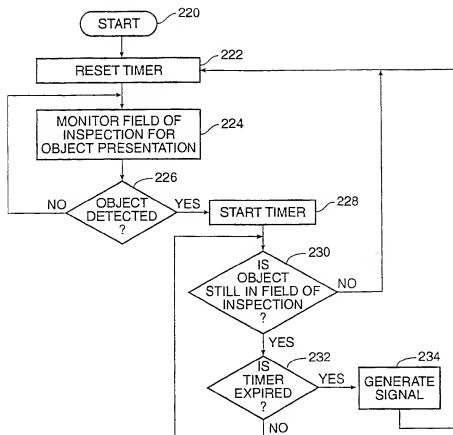 START
220
RESET TIMER
222
MONITOR FIELD OF
INSPECTION FOR
OBJECT PRESENTATION
224
226
OBJECT
DETECTED
?
NO
YES
START TIMER
228
230
IS
OBJECT
STILL IN FIELD OF
INSPECTION
?
NO
YES
232
IS
TIMER
EXPIRED
?
YES
NO
234
GENERATE
SIGNAL